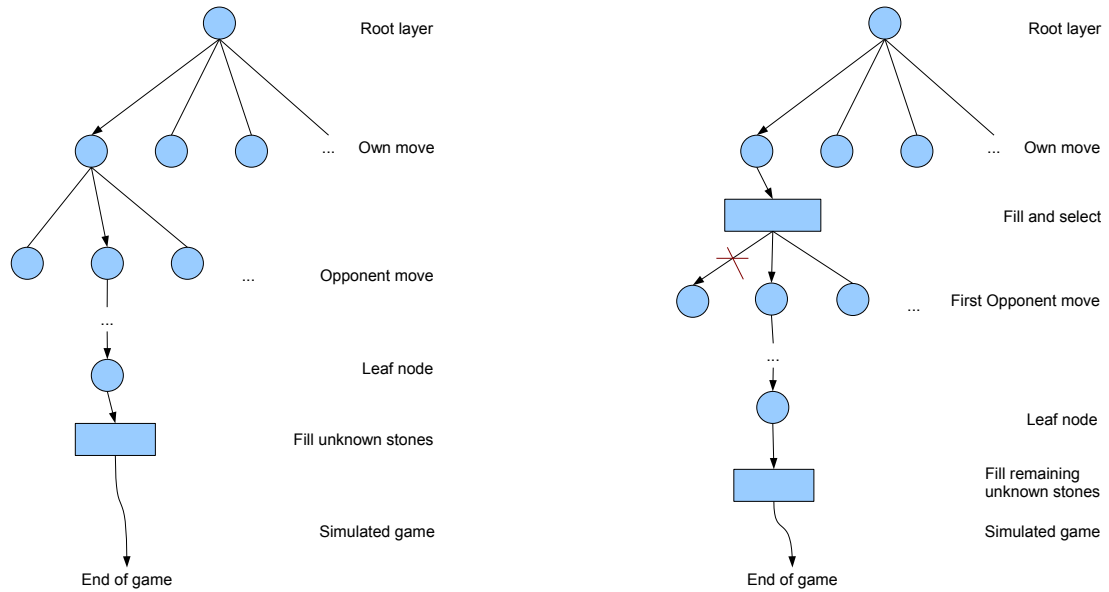 Root layer
... Own move
... Opponent move
...
Leaf node
Fill unknown stones
Simulated game
End of game
Root layer
... Own move
Fill and select
... First Opponent move
...
Leaf node
Fill remaining
unknown stones
Simulated game
End of game